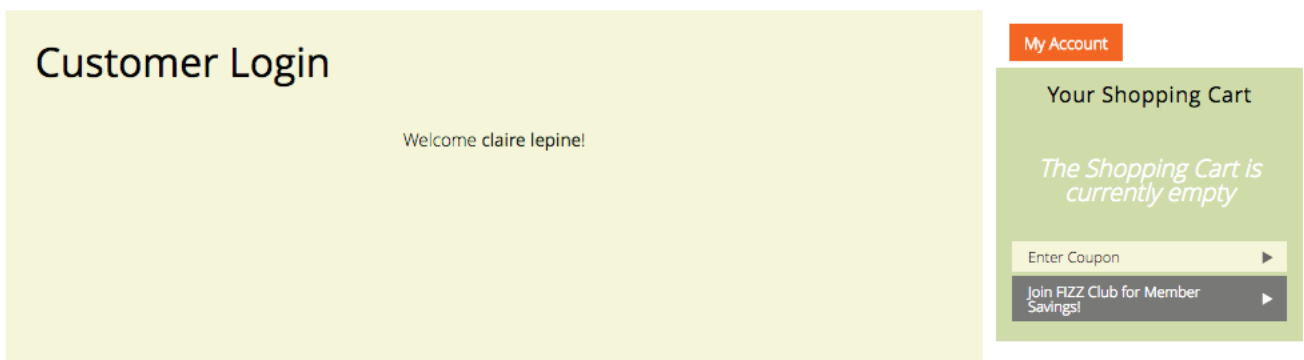 Customer Login
Welcome claire lepine!
My Account
Your Shopping Cart
The Shopping Cart is
currently empty
Enter Coupon
Join FIZZ Club for Member
Savings!